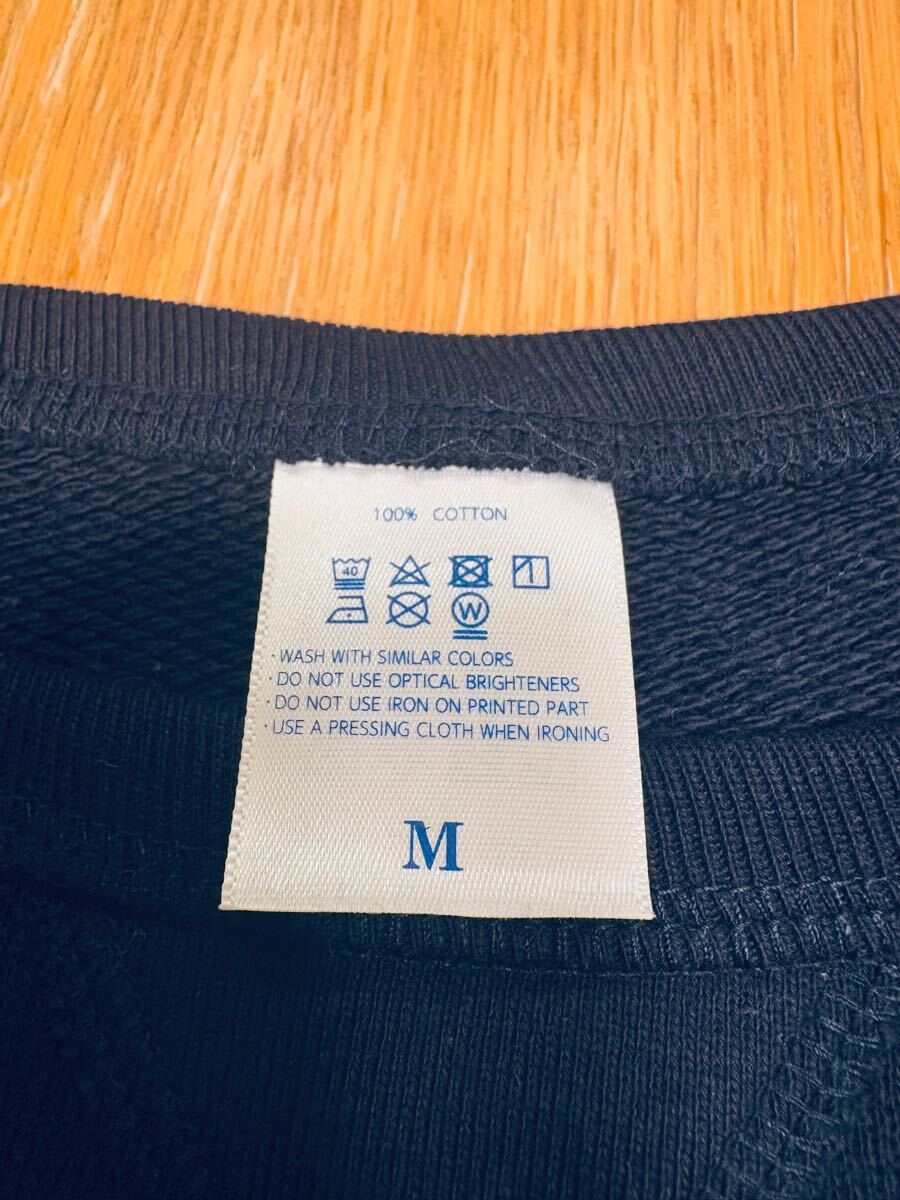 100% COTTON
40
W
· WASH WITH SIMILAR COLORS
· DO NOT USE OPTICAL BRIGHTENERS
· DO NOT USE IRON ON PRINTED PART
· USE A PRESSING CLOTH WHEN IRONING
M